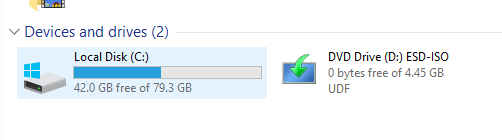 Devices and drives (2)
Local Disk (C:)
42.0 GB free of 79.3 GB
DVD Drive (D:) ESD-ISO
0 bytes free of 4.45 GB
UDF